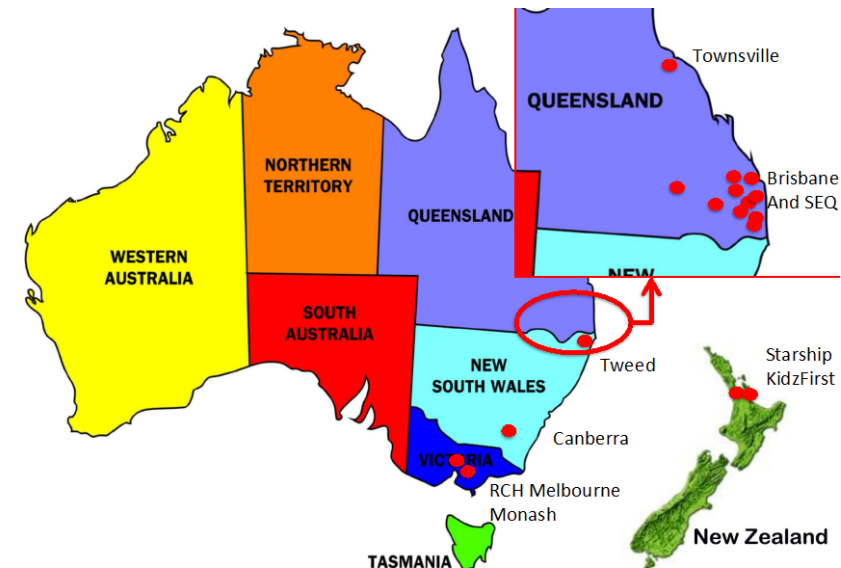 Townsville
QUEENSLAND
NORTHERN
TERRITORY
Brisbane
And SEQ
QUEENSLAND
WESTERN
AUSTRALIA
NEW
SOUTH
AUSTRALIA
Starship
KidzFirst
Tweed
NEW
SOUTH WALES
Canberra
VICTORIA
RCH Melbourne
Monash
New Zealand
TASMANIA